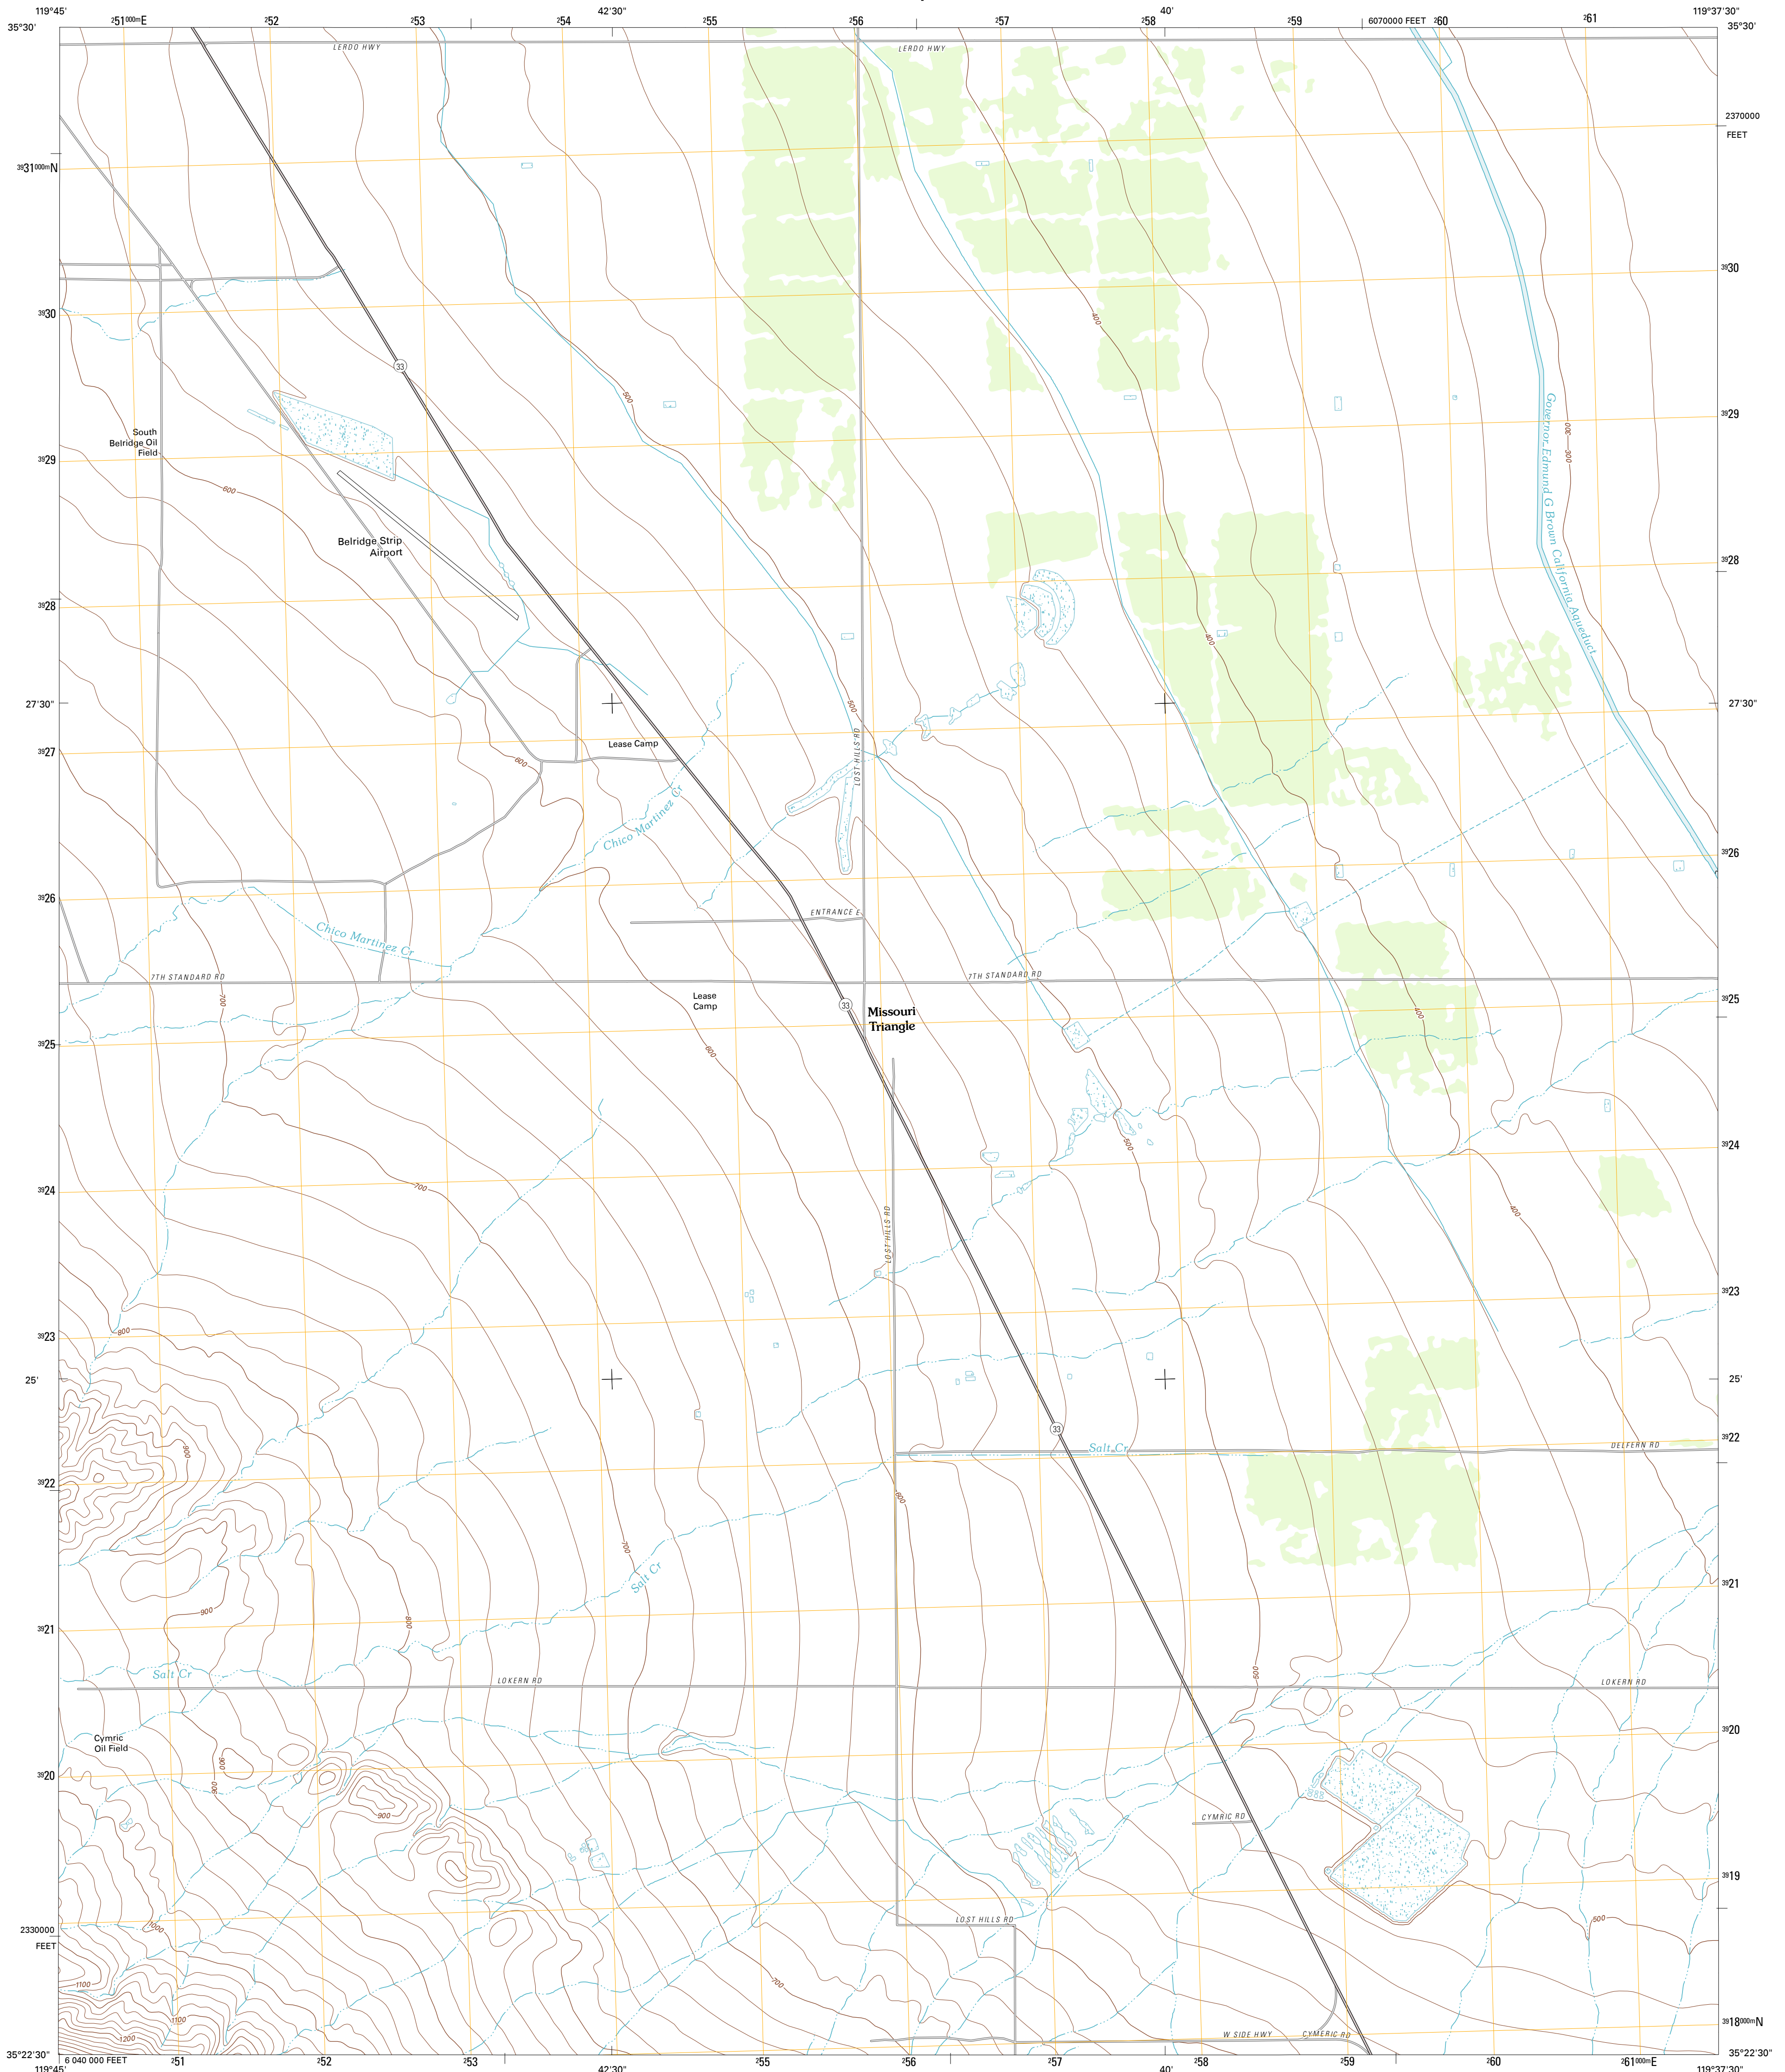 119°45'
²51⁰⁰⁰ᵐE
²52
²53
42'30"
²54
²55
²56
²57
40'
²58
²59
6070000 FEET
²60
²61
119°37'30"
35°30'
35°30'
LERDO HWY
LERDO HWY
2370000
FEET
³⁹31⁰⁰⁰ᵐN
³⁹30
³⁹30
400
33
500
³⁹29
South
Belridge Oil
Field
Governor Edmund G Brown California Aqueduct
300
300
³⁹29
600
Belridge Strip
Airport
³⁹28
³⁹28
400
27'30"
27'30"
500
Lease Camp
LOST HILLS RD
³⁹27
600
Chico Martinez Cr
³⁹26
³⁹26
ENTRANCE E
Chico Martinez Cr
7TH STANDARD RD
7TH STANDARD RD
700
Lease
Camp
33
Missouri
Triangle
400
³⁹25
³⁹25
600
500
³⁹24
³⁹24
700
400
LOST HILLS RD
³⁹23
800
³⁹23
25'
25'
33
Salt Cr
DELFERN RD
³⁹22
900
³⁹22
600
700
Salt Cr
³⁹21
900
800
³⁹21
Salt Cr
500
LOKERN RD
LOKERN RD
Cymric
Oil Field
³⁹20
900
³⁹20
900
900
CYMRIC RD
³⁹19
1000
2330000
FEET
LOST HILLS RD
500
1100
700
1100
1200
W SIDE HWY
CYMERIC RD
³⁹18⁰⁰⁰ᵐN
35°22'30"
35°22'30"
6 040 000 FEET
²51
²52
²53
42'30"
²55
²56
²57
40'
²58
²59
²60
²61⁰⁰⁰ᵐE
119°45'
119°37'30"